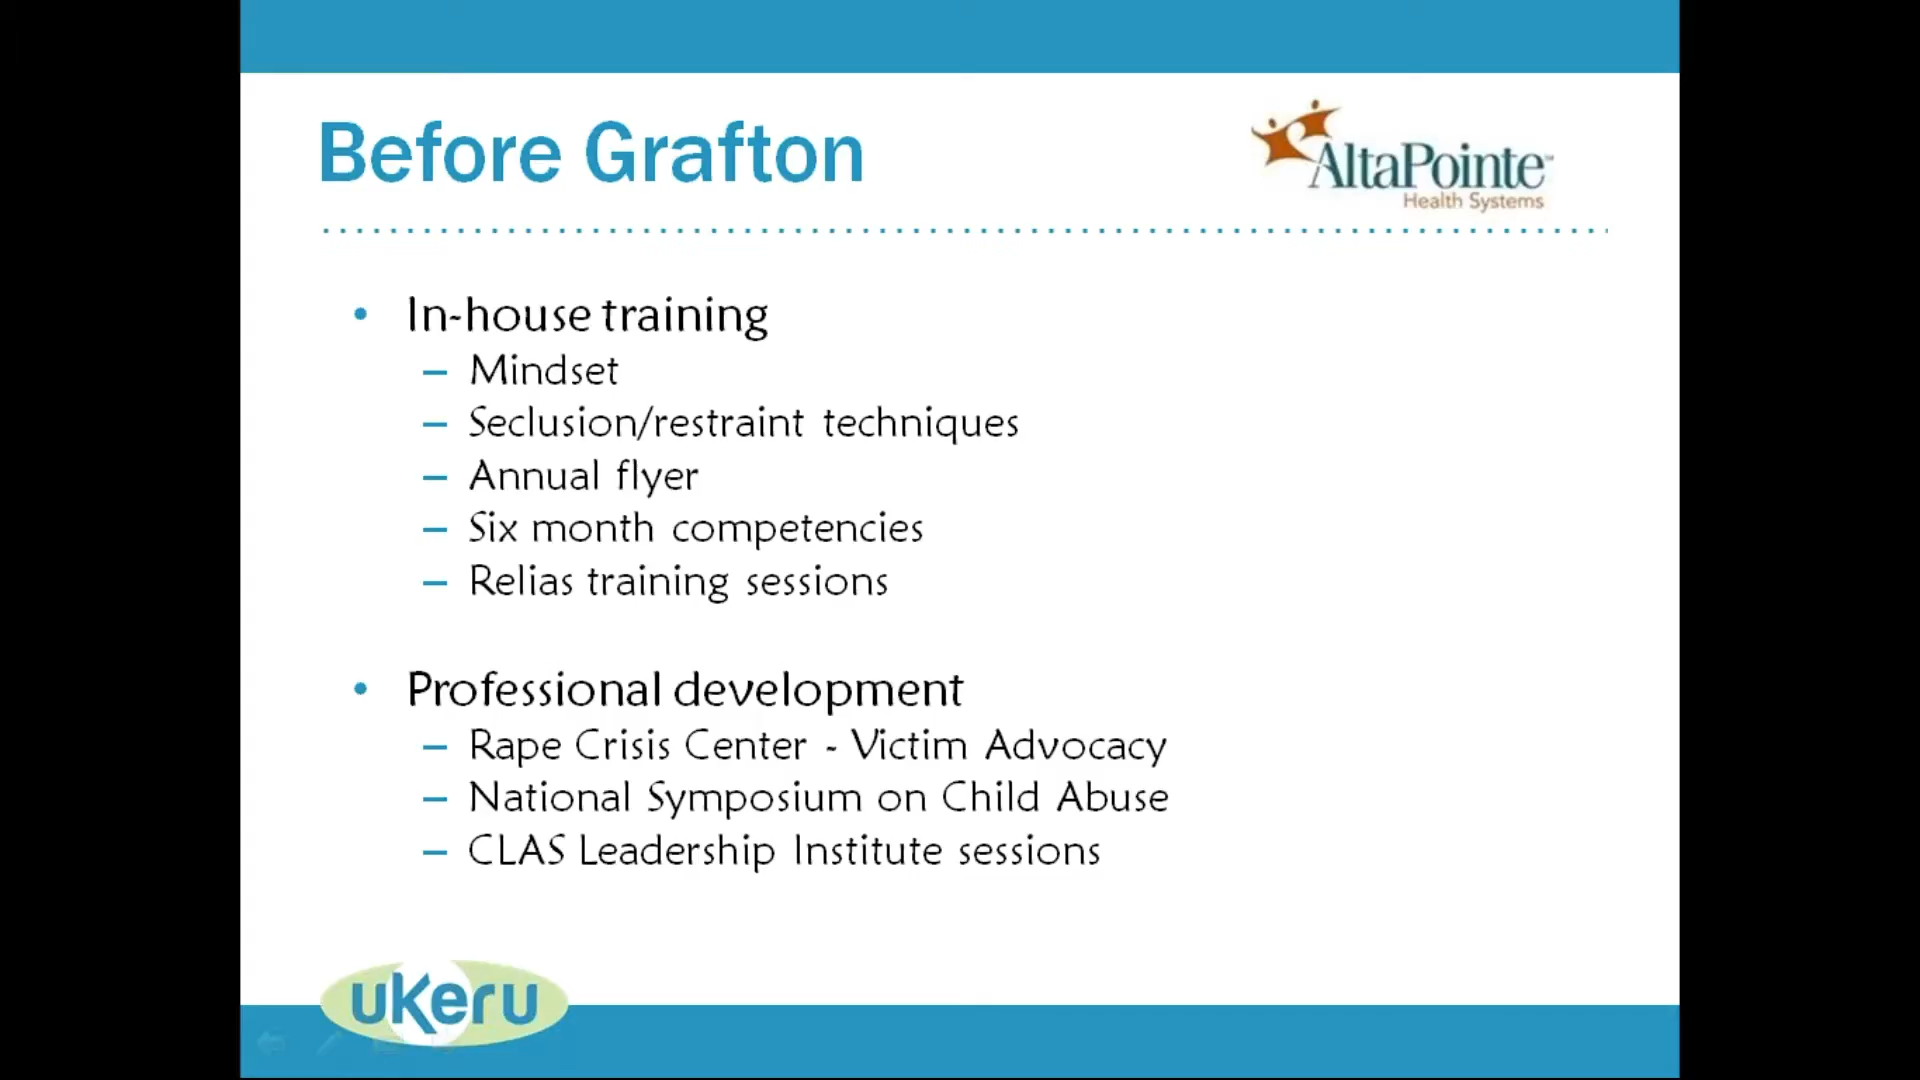 Before Grafton
AltaPointe™
Health Systems
• In-house training
– Mindset
– Seclusion/restraint techniques
– Annual flyer
– Six month competencies
– Relias training sessions
• Professional development
– Rape Crisis Center - Victim Advocacy
– National Symposium on Child Abuse
– CLAS Leadership Institute sessions
uKeru